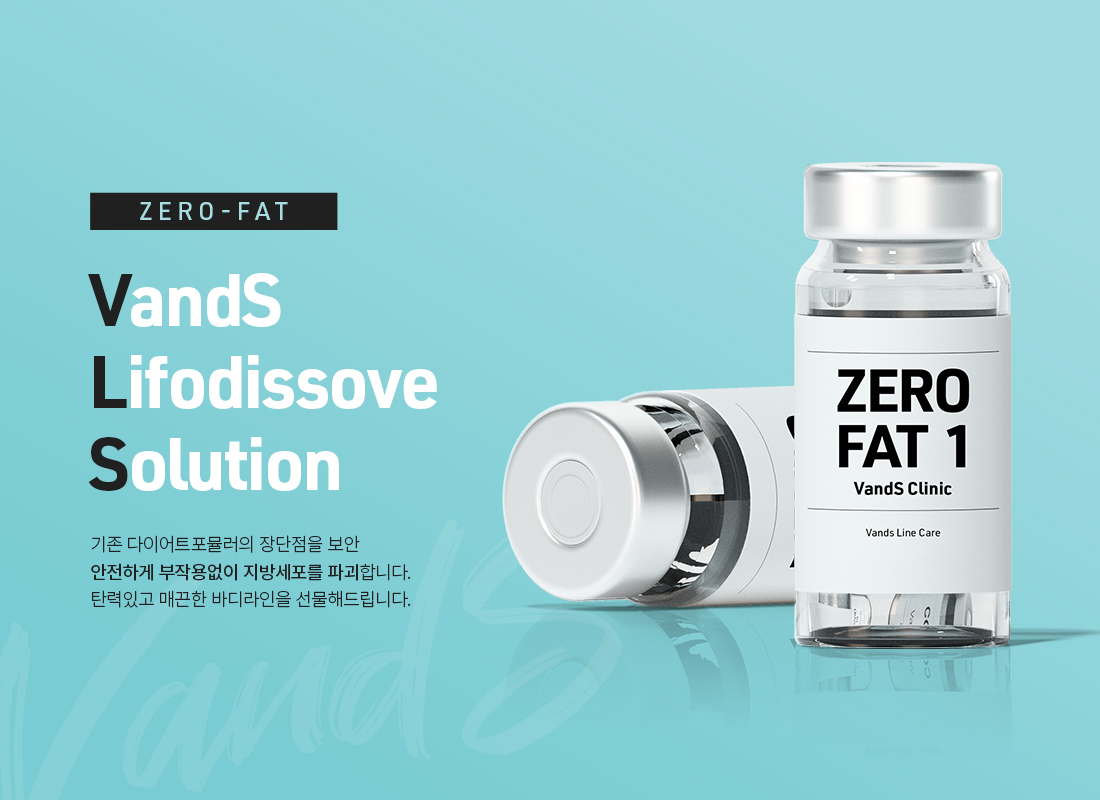 ZERO-FAT
VandS
Lifodissove
Solution
기존 다이어트포뮬러의 장단점을 보안
안전하게 부작용없이 지방세포를 파괴합니다.
탄력있고 매끈한 바디라인을 선물해드립니다.
ZERO
FAT 1
VandS Clinic
Vands Line Care
VandS